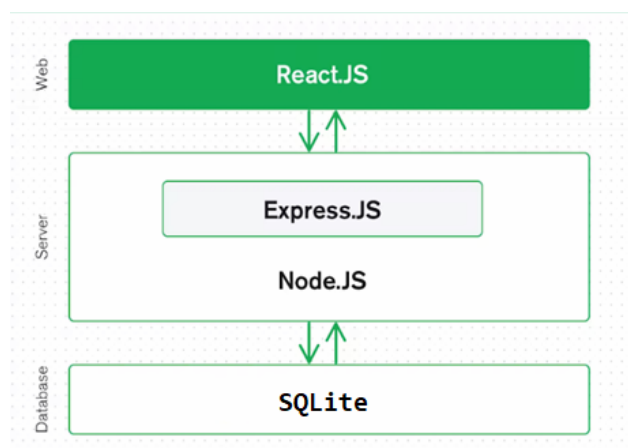 Web
React.JS
Server
Express.JS
Node.JS
Database
SQLite